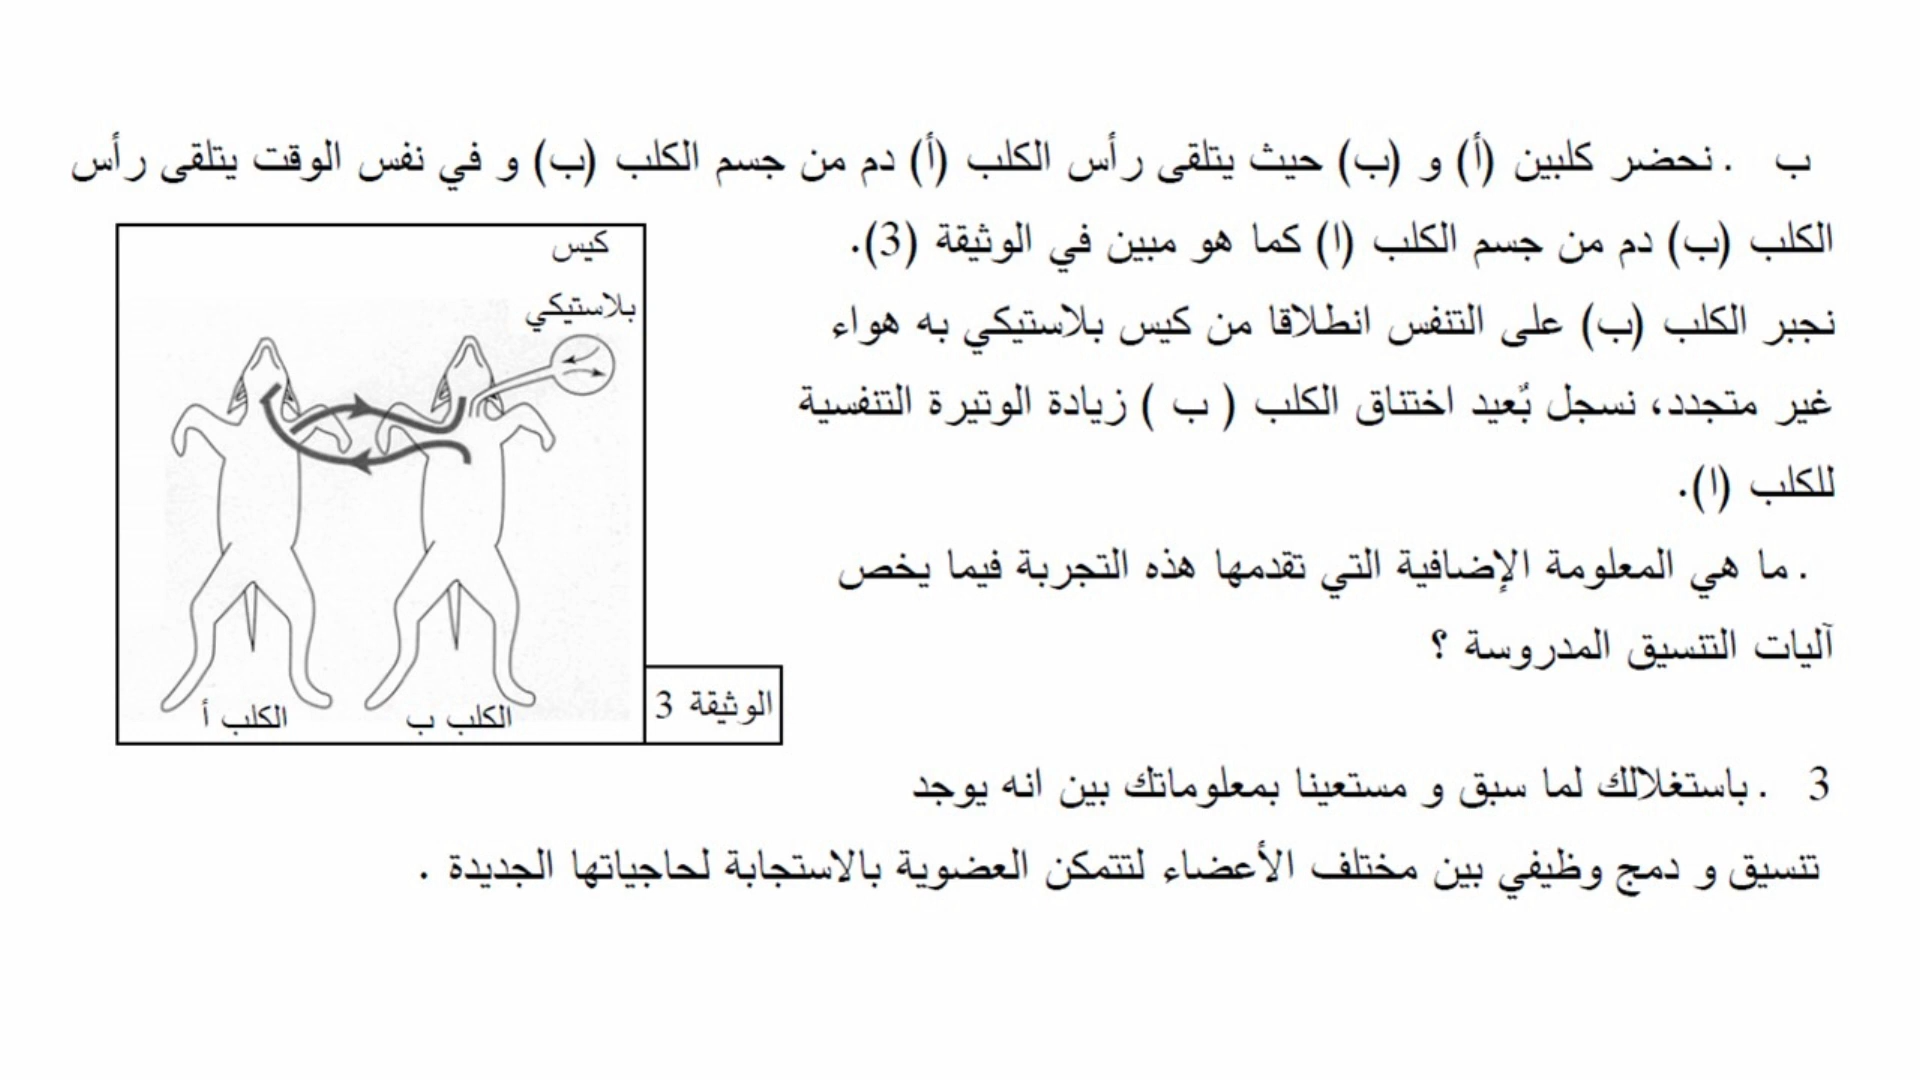 ب . نحضر كلبين (أ) و (ب) حيث يتلقى رأس الكلب (أ) دم من جسم الكلب (ب) و في نفس الوقت يتلقى رأس
الكلب (ب) دم من جسم الكلب (ا) كما هو مبين في الوثيقة (3).
نجبر الكلب (ب) على التنفس انطلاقا من كيس بلاستيكي به هواء
غير متجدد، نسجل بُعيد اختناق الكلب ( ب ) زيادة الوتيرة التنفسية
للكلب (ا).
. ما هي المعلومة الإضافية التي تقدمها هذه التجربة فيما يخص
آليات التنسيق المدروسة ؟
كيس
بلاستيكي
الكلب أ
الكلب ب
الوثيقة 3
3 . باستغلالك لما سبق و مستعينا بمعلوماتك بين انه يوجد
تنسيق و دمج وظيفي بين مختلف الأعضاء لتتمكن العضوية بالاستجابة لحاجياتها الجديدة .